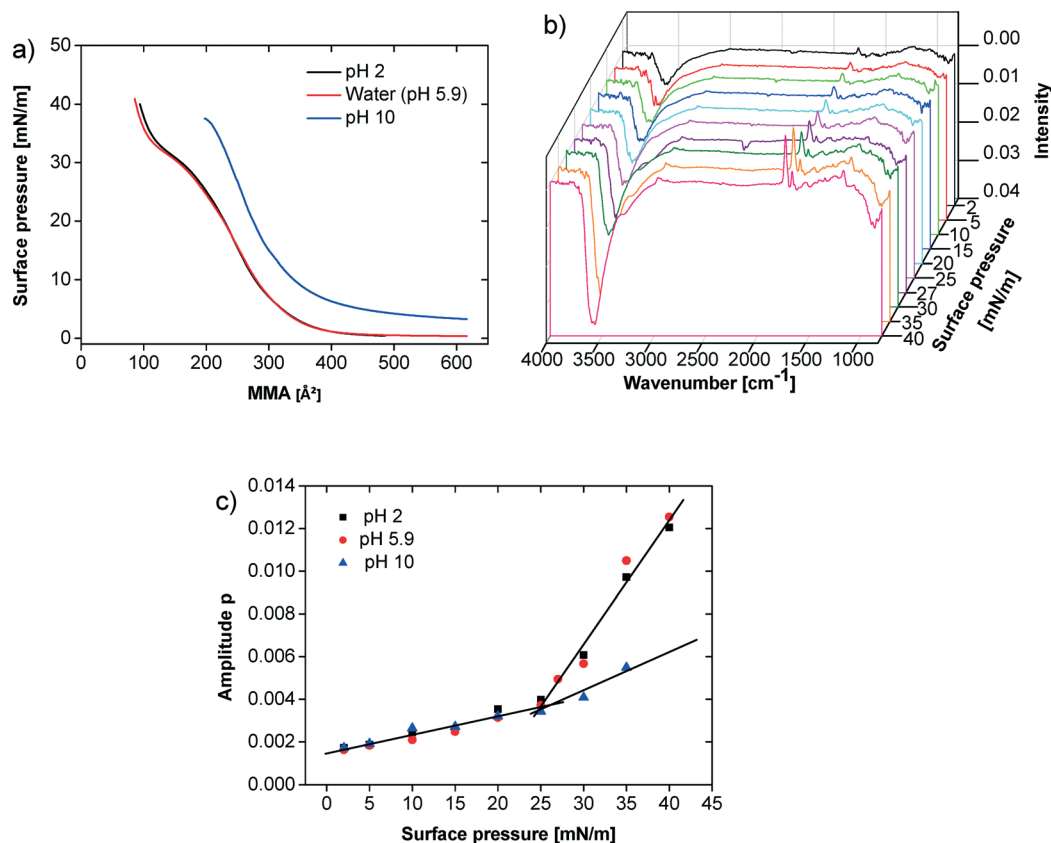 a)
50
40
30
20
10
0
Surface pressure [mN/m]
pH 2
Water (pH 5.9)
pH 10
0 100 200 300 400 500 600
MMA [Å²]
b)
0.00
0.01
0.02
0.03
0.04
Intensity
2
5
10
15
20
25
27
30
35
40
Surface pressure
[mN/m]
4000 3500 3000 2500 2000 1500 1000
Wavenumber [cm⁻¹]
c)
0.014
0.012
0.010
0.008
0.006
0.004
0.002
0.000
Amplitude p
pH 2
pH 5.9
pH 10
0 5 10 15 20 25 30 35 40 45
Surface pressure [mN/m]